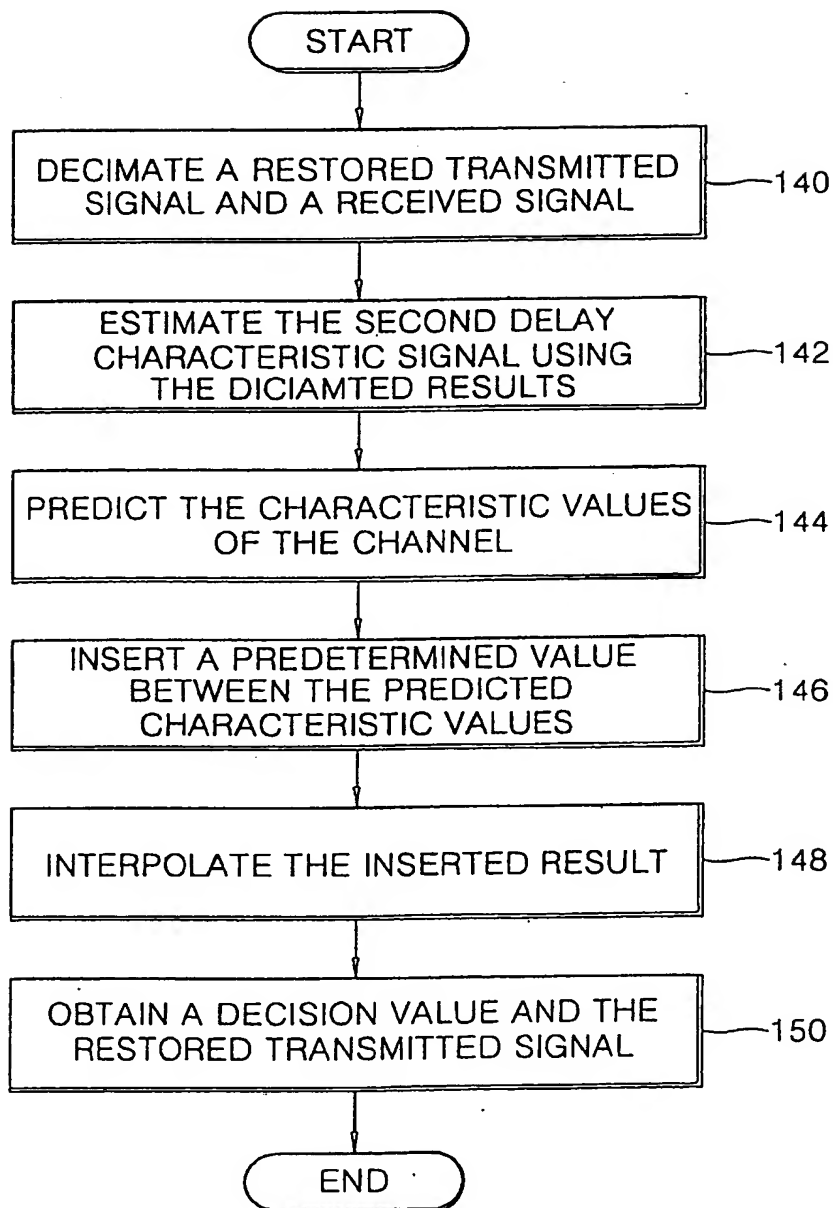 START
DECIMATE A RESTORED TRANSMITTED
SIGNAL AND A RECEIVED SIGNAL
140
ESTIMATE THE SECOND DELAY
CHARACTERISTIC SIGNAL USING
THE DICIAMTED RESULTS
142
PREDICT THE CHARACTERISTIC VALUES
OF THE CHANNEL
144
INSERT A PREDETERMINED VALUE
BETWEEN THE PREDICTED
CHARACTERISTIC VALUES
146
INTERPOLATE THE INSERTED RESULT
148
OBTAIN A DECISION VALUE AND THE
RESTORED TRANSMITTED SIGNAL
150
END